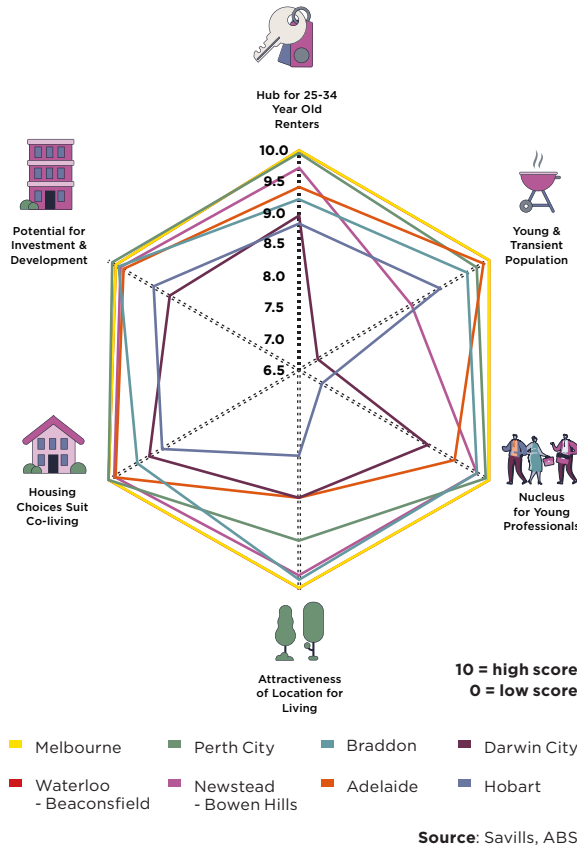 Hub for 25-34
Year Old
Renters
10.0
9.5
9.0
8.5
8.0
7.5
7.0
6.5
Potential for
Investment &
Development
Young &
Transient
Population
Housing
Choices Suit
Co-living
Nucleus
for Young
Professionals
Attractiveness
of Location for
Living
10 = high score
0 = low score
Melbourne
Perth City
Braddon
Darwin City
Waterloo
- Beaconsfield
Newstead
- Bowen Hills
Adelaide
Hobart
Source: Savills, ABS